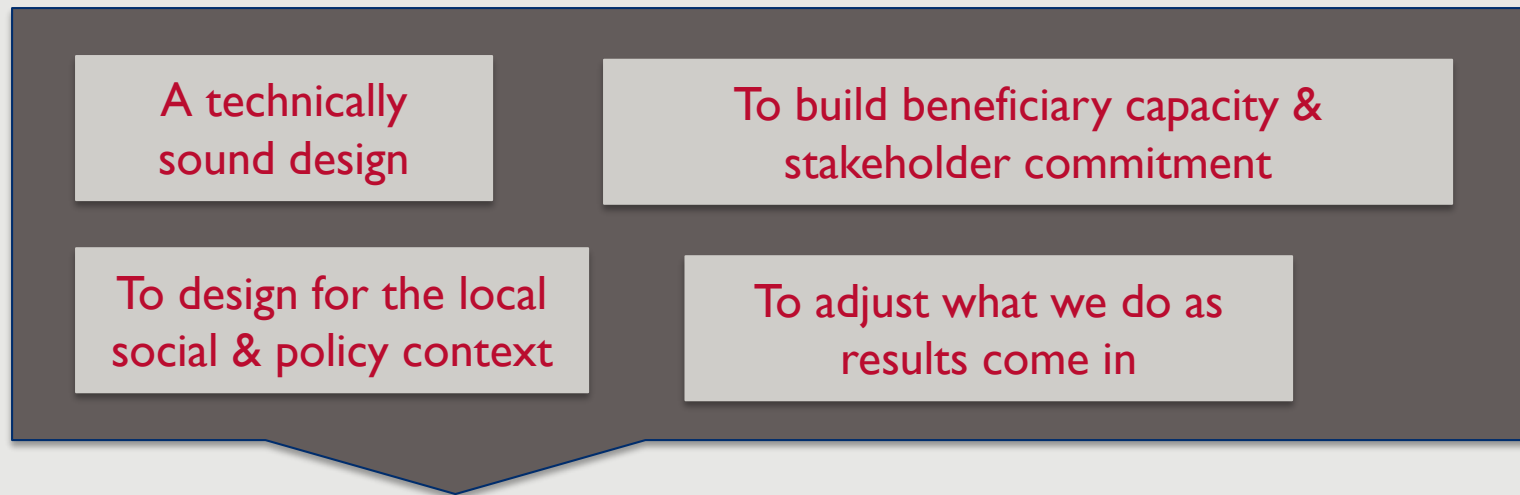 A technically
sound design
To build beneficiary capacity &
stakeholder commitment
To design for the local
social & policy context
To adjust what we do as
results come in